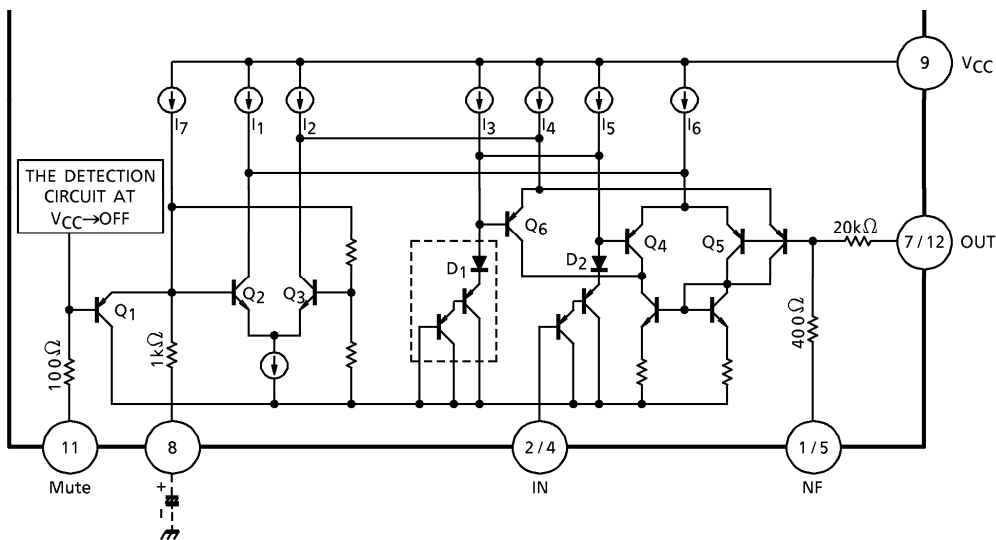 9
VCC
I7
I1
I2
I3
I4
I5
I6
THE DETECTION
CIRCUIT AT
VCC→OFF
Q6
Q4
Q5
20kΩ
7 / 12
OUT
D1
D2
Q1
Q2
Q3
100Ω
1kΩ
400Ω
11
8
2 / 4
1 / 5
Mute
IN
NF
+